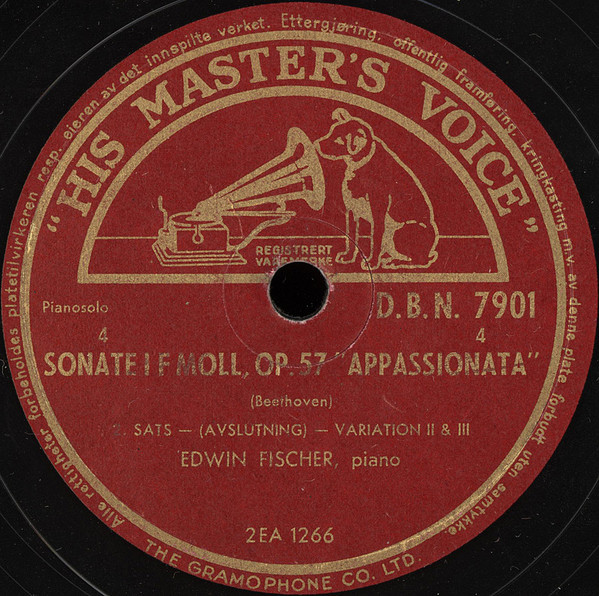 Alle rettigheter forbeholdes platetilvirkeren resp. eieren av det innspilte verket. Ettergjøring, offentlig framføring, kringkasting m.v. av denne plate forbudt uten samtykke.
"HIS MASTER'S VOICE"
REGISTRERT
VAREMERKE
Pianosolo
D.B.N. 7901
4
4
SONATE I F MOLL, OP. 57 "APPASSIONATA"
(Beethoven)
SATS — (AVSLUTNING) — VARIATION II & III
EDWIN FISCHER, piano
2EA 1266
THE GRAMOPHONE CO. LTD.